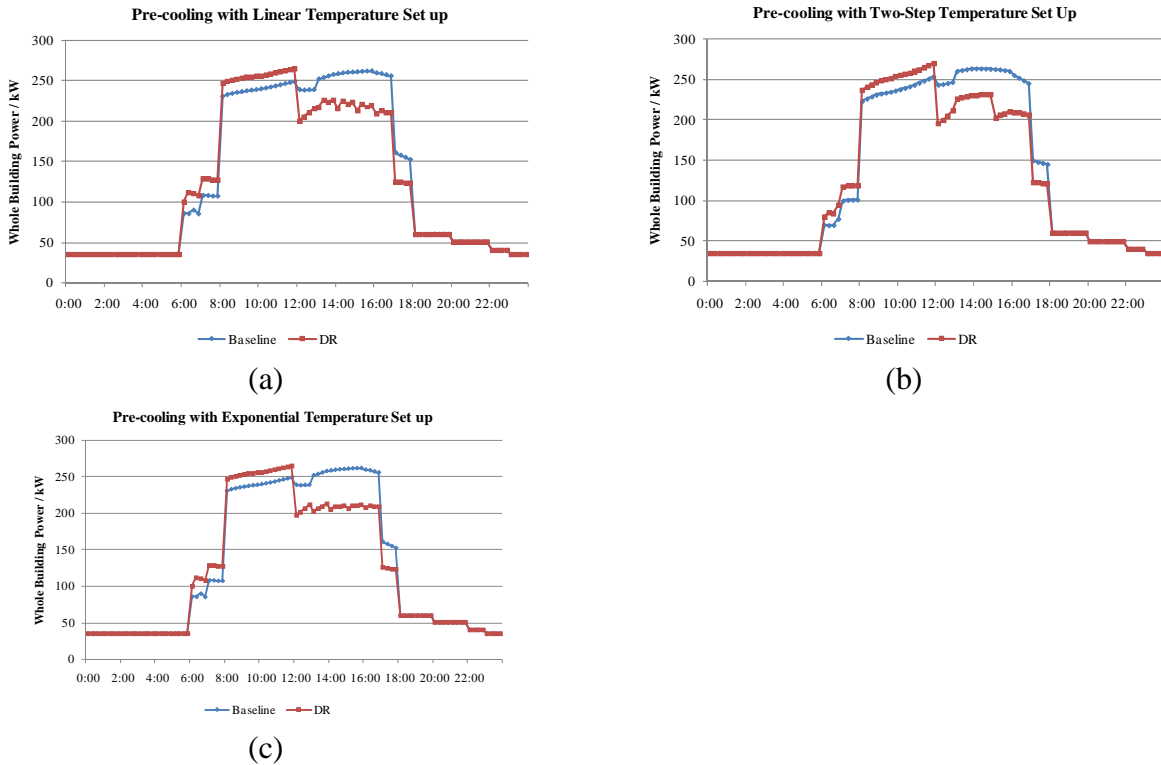 Pre-cooling with Linear Temperature Set up
Whole Building Power / kW
300
250
200
150
100
50
0
0:00 2:00 4:00 6:00 8:00 10:00 12:00 14:00 16:00 18:00 20:00 22:00
Baseline DR
(a)
Pre-cooling with Two-Step Temperature Set Up
Whole Building Power / kW
300
250
200
150
100
50
0
0:00 2:00 4:00 6:00 8:00 10:00 12:00 14:00 16:00 18:00 20:00 22:00
Baseline DR
(b)
Pre-cooling with Exponential Temperature Set up
Whole Building Power / kW
300
250
200
150
100
50
0
0:00 2:00 4:00 6:00 8:00 10:00 12:00 14:00 16:00 18:00 20:00 22:00
Baseline DR
(c)